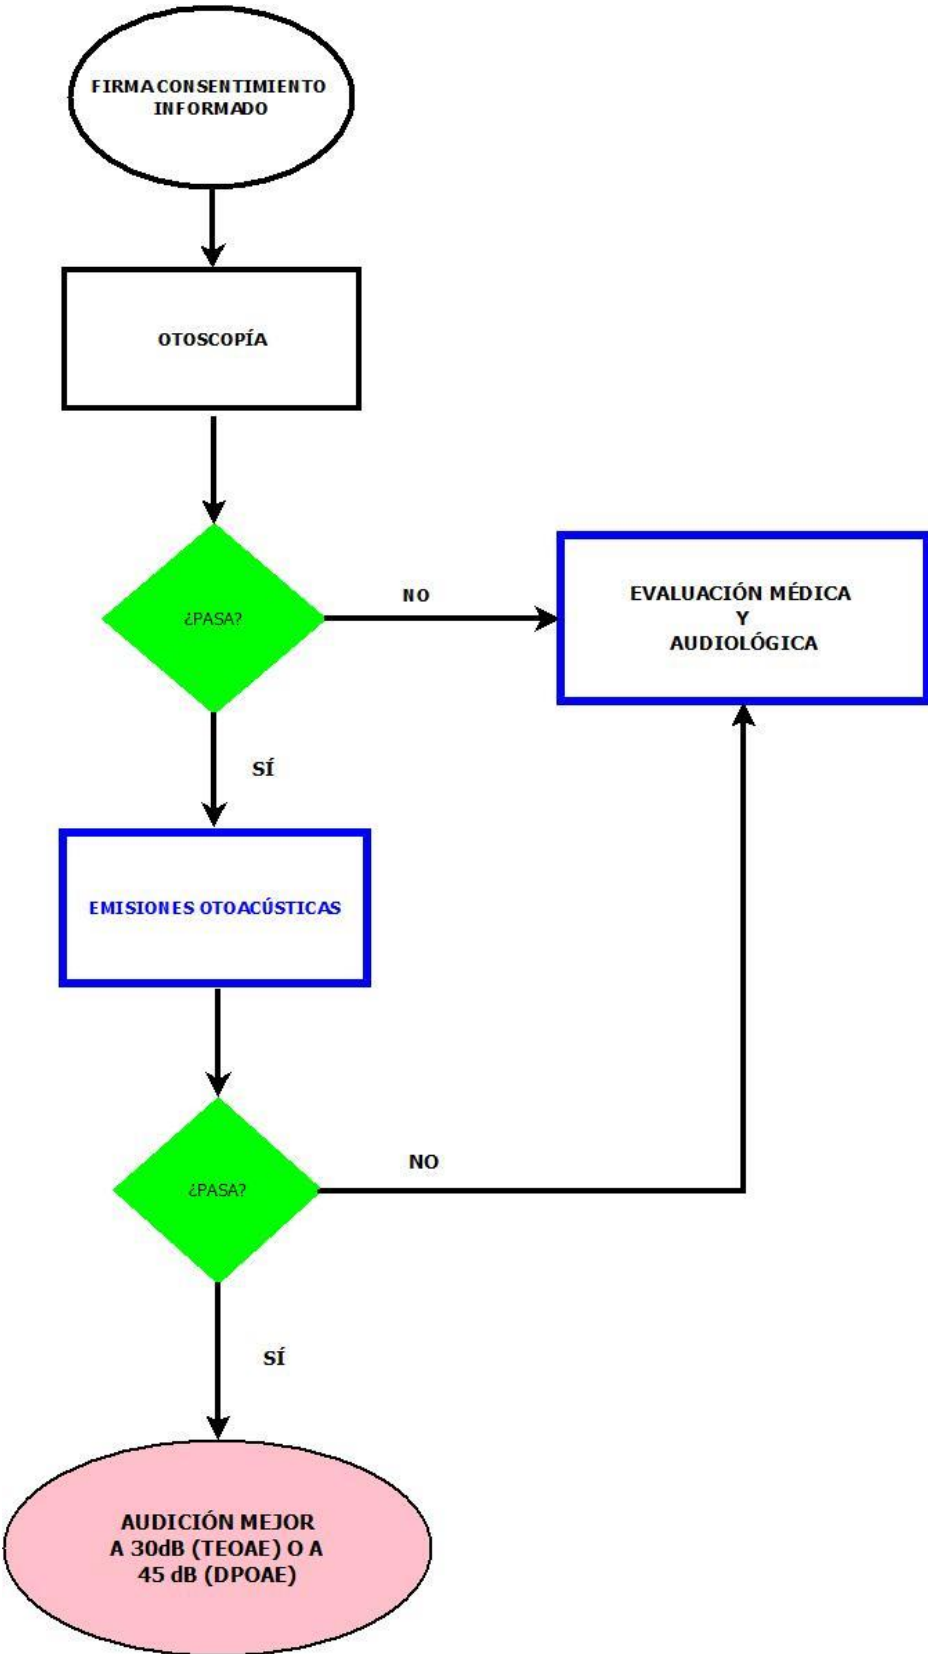 FIRMA CONSENTIMIENTO
INFORMADO
OTOSCOPÍA
¿PASA?
NO
EVALUACIÓN MÉDICA
Y
AUDIOLÓGICA
SÍ
EMISIONES OTOACÚSTICAS
¿PASA?
NO
SÍ
AUDICIÓN MEJOR
A 30dB (TEOAE) O A
45 dB (DPOAE)